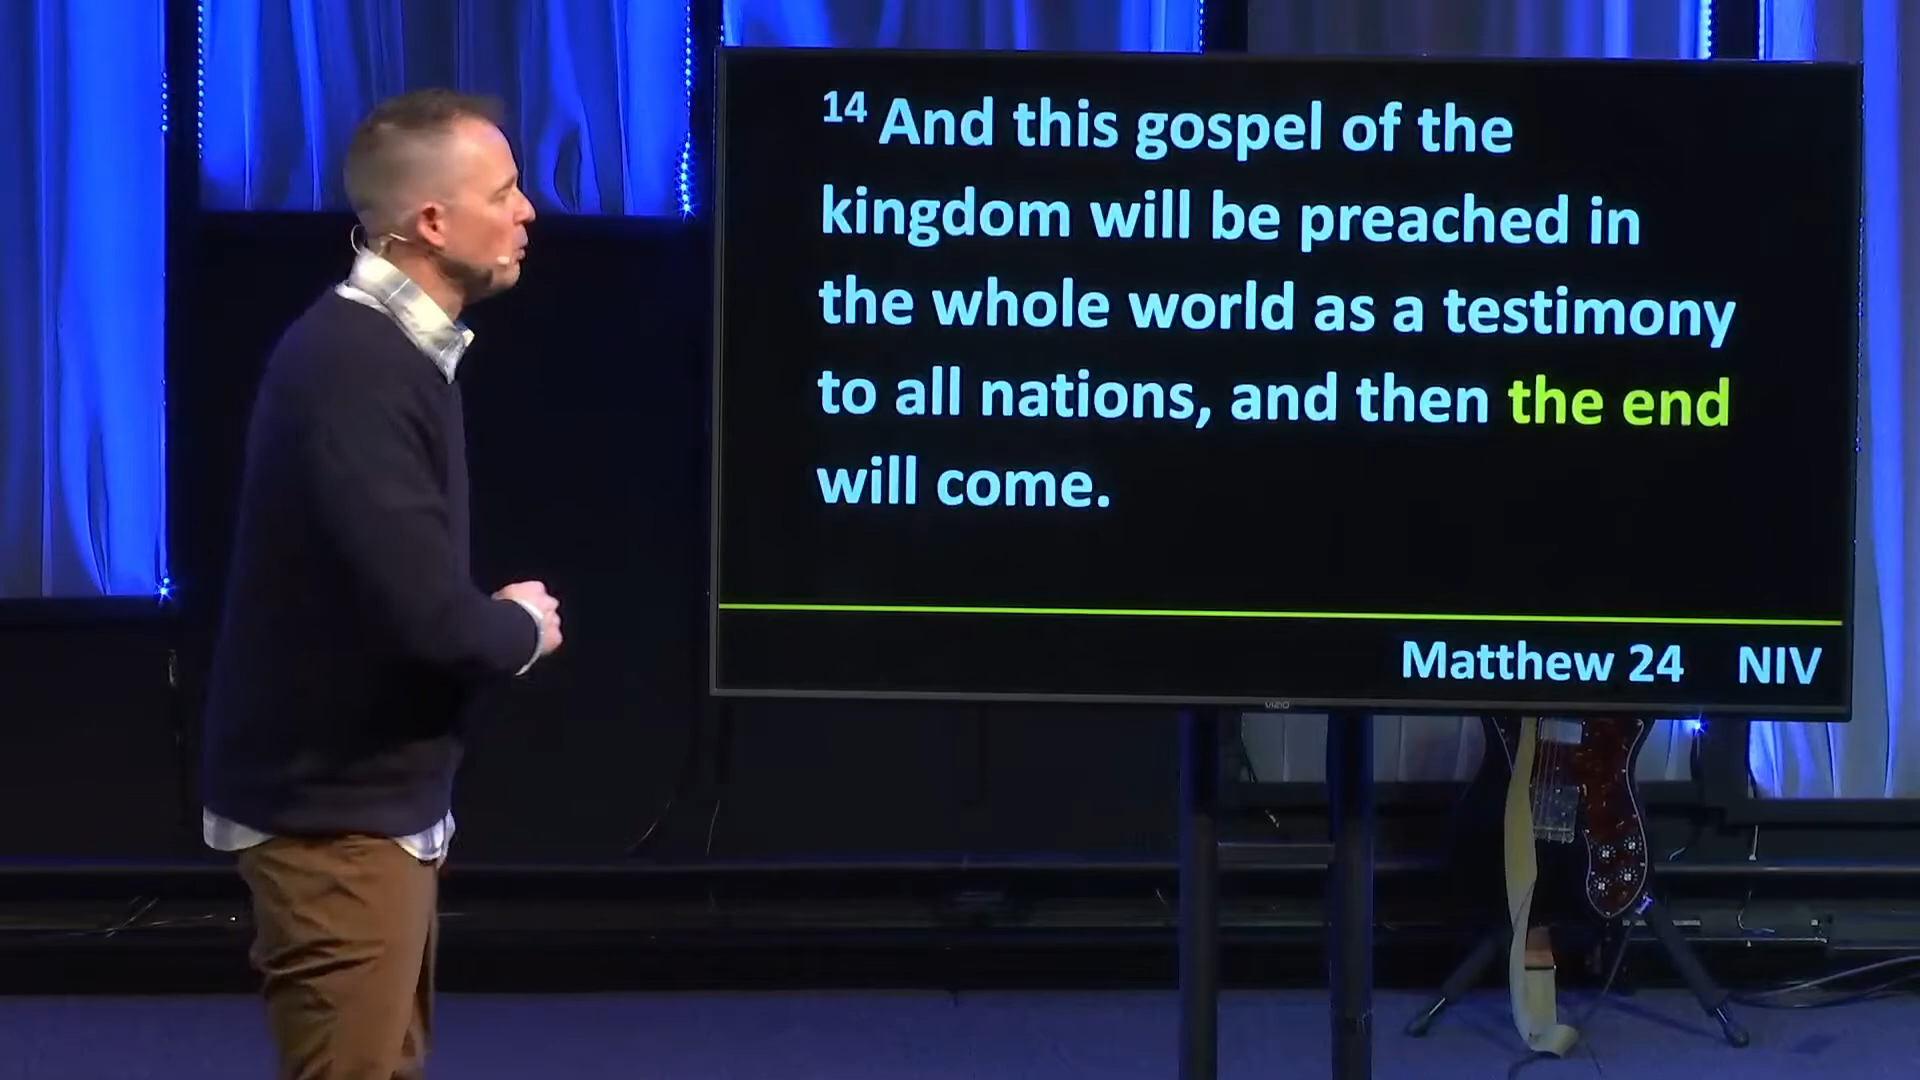 14 And this gospel of the
kingdom will be preached in
the whole world as a testimony
to all nations, and then the end
will come.
Matthew 24 NIV
VIZIO